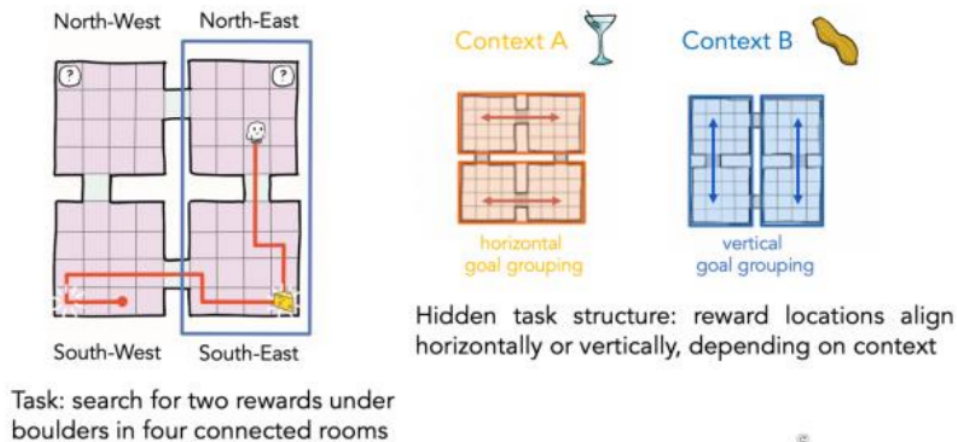 North-West
North-East
?
?
South-West
South-East
Task: search for two rewards under
boulders in four connected rooms
Context A
Context B
horizontal
goal grouping
vertical
goal grouping
Hidden task structure: reward locations align
horizontally or vertically, depending on context